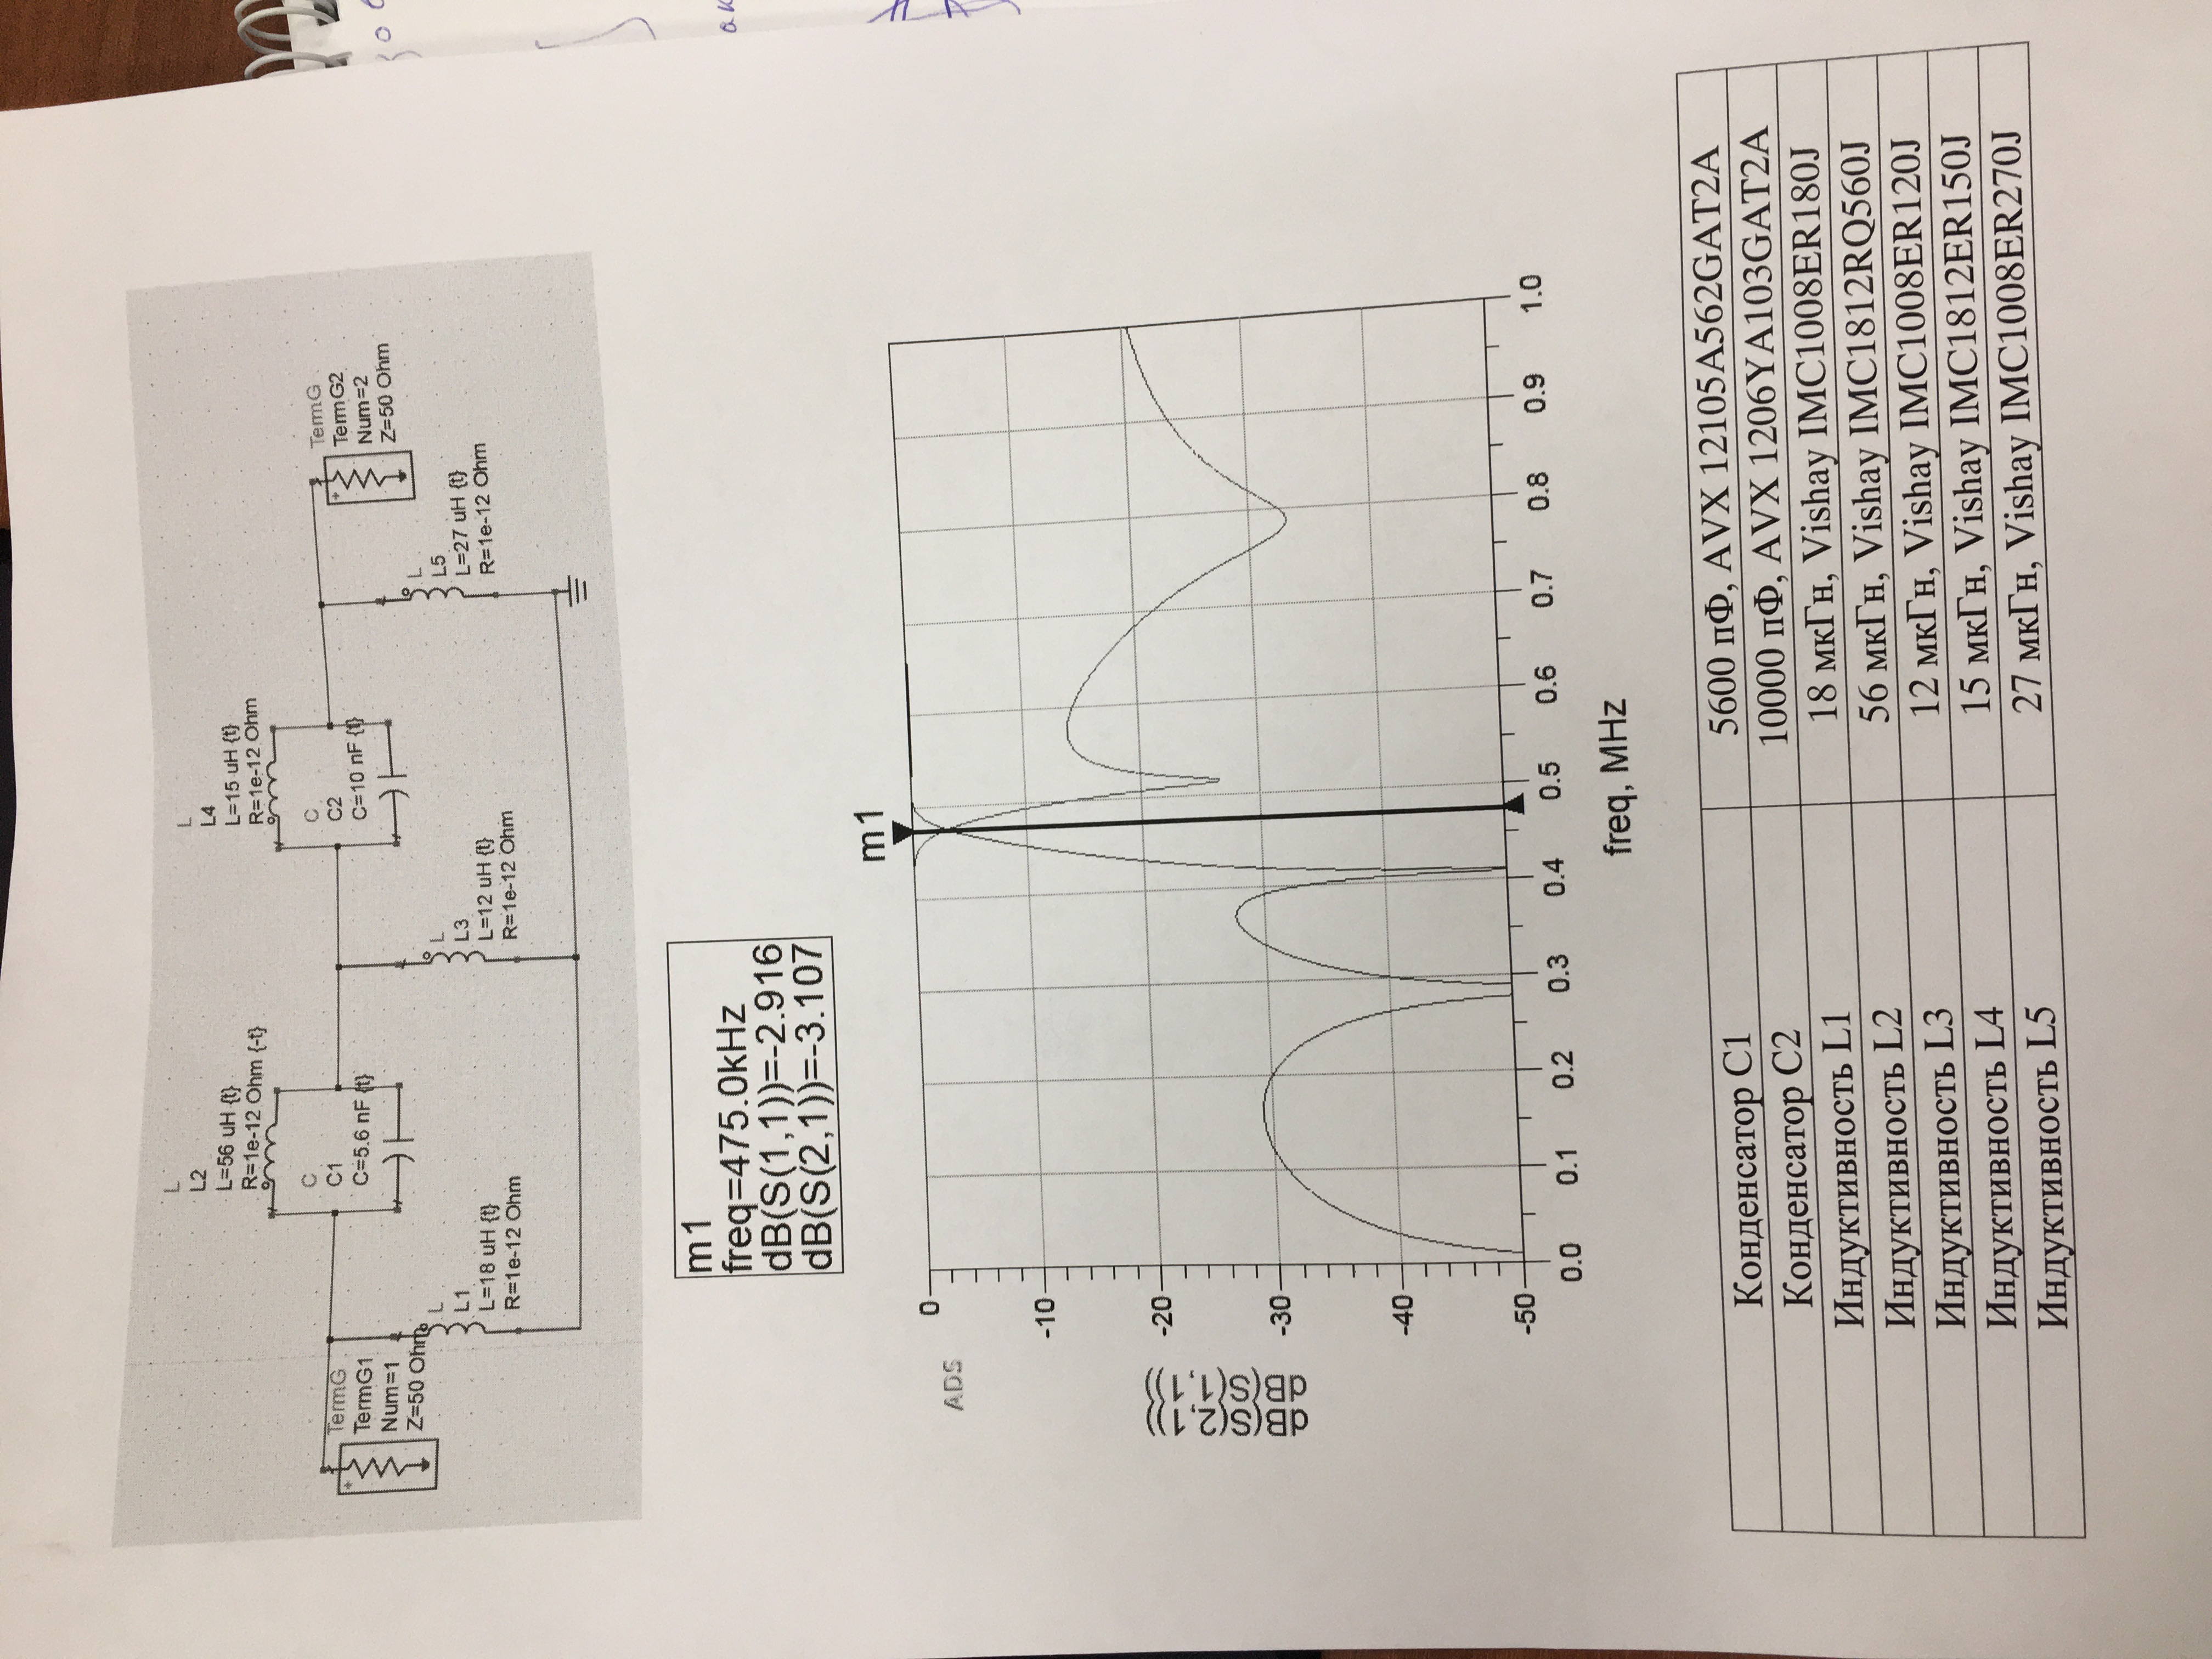 L
L2
L=56 uH {t}
R=1e-12 Ohm {-t}
L
L4
L=15 uH {t}
R=1e-12 Ohm
C
C1
C=5.6 nF {t}
C
C2
C=10 nF {t}
+
TermG
TermG1
Num=1
Z=50 Ohm
+
TermG
TermG2
Num=2
Z=50 Ohm
L
L1
L=18 uH {t}
R=1e-12 Ohm
L
L3
L=12 uH {t}
R=1e-12 Ohm
L
L5
L=27 uH {t}
R=1e-12 Ohm
m1
freq=475.0kHz
dB(S(1,1))=-2.916
dB(S(2,1))=-3.107
m1
ADS
0
-10
-20
-30
-40
-50
dB(S(2,1))
dB(S(1,1))
0.0 0.1 0.2 0.3 0.4 0.5 0.6 0.7 0.8 0.9 1.0
freq, MHz
Конденсатор C1 5600 пФ, AVX 12105A562GAT2A
Конденсатор C2 10000 пФ, AVX 1206YA103GAT2A
Индуктивность L1 18 мкГн, Vishay IMC1008ER180J
Индуктивность L2 56 мкГн, Vishay IMC1812RQ560J
Индуктивность L3 12 мкГн, Vishay IMC1008ER120J
Индуктивность L4 15 мкГн, Vishay IMC1812ER150J
Индуктивность L5 27 мкГн, Vishay IMC1008ER270J